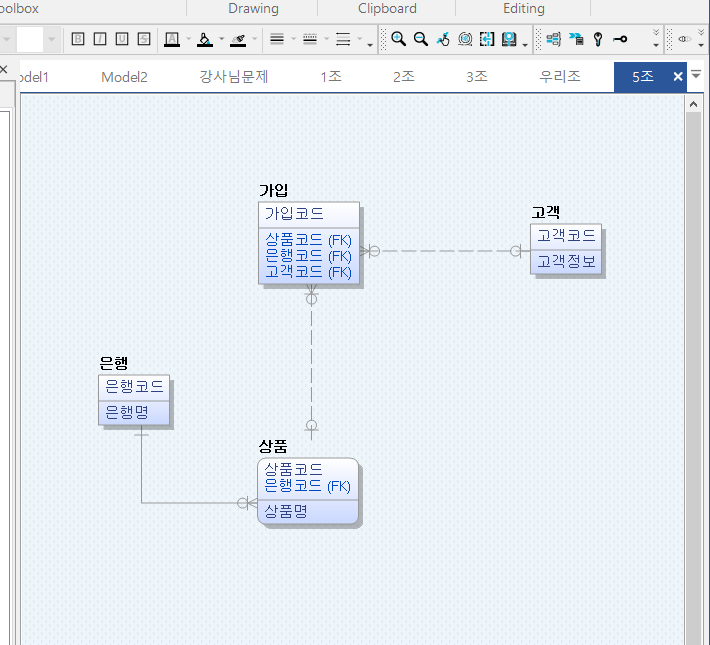 oolbox Drawing Clipboard Editing
B I U S A
odel1 Model2 강사님문제 1조 2조 3조 우리조 5조
가입
가입코드
상품코드 (FK)
은행코드 (FK)
고객코드 (FK)
고객
고객코드
고객정보
은행
은행코드
은행명
상품
상품코드
은행코드 (FK)
상품명